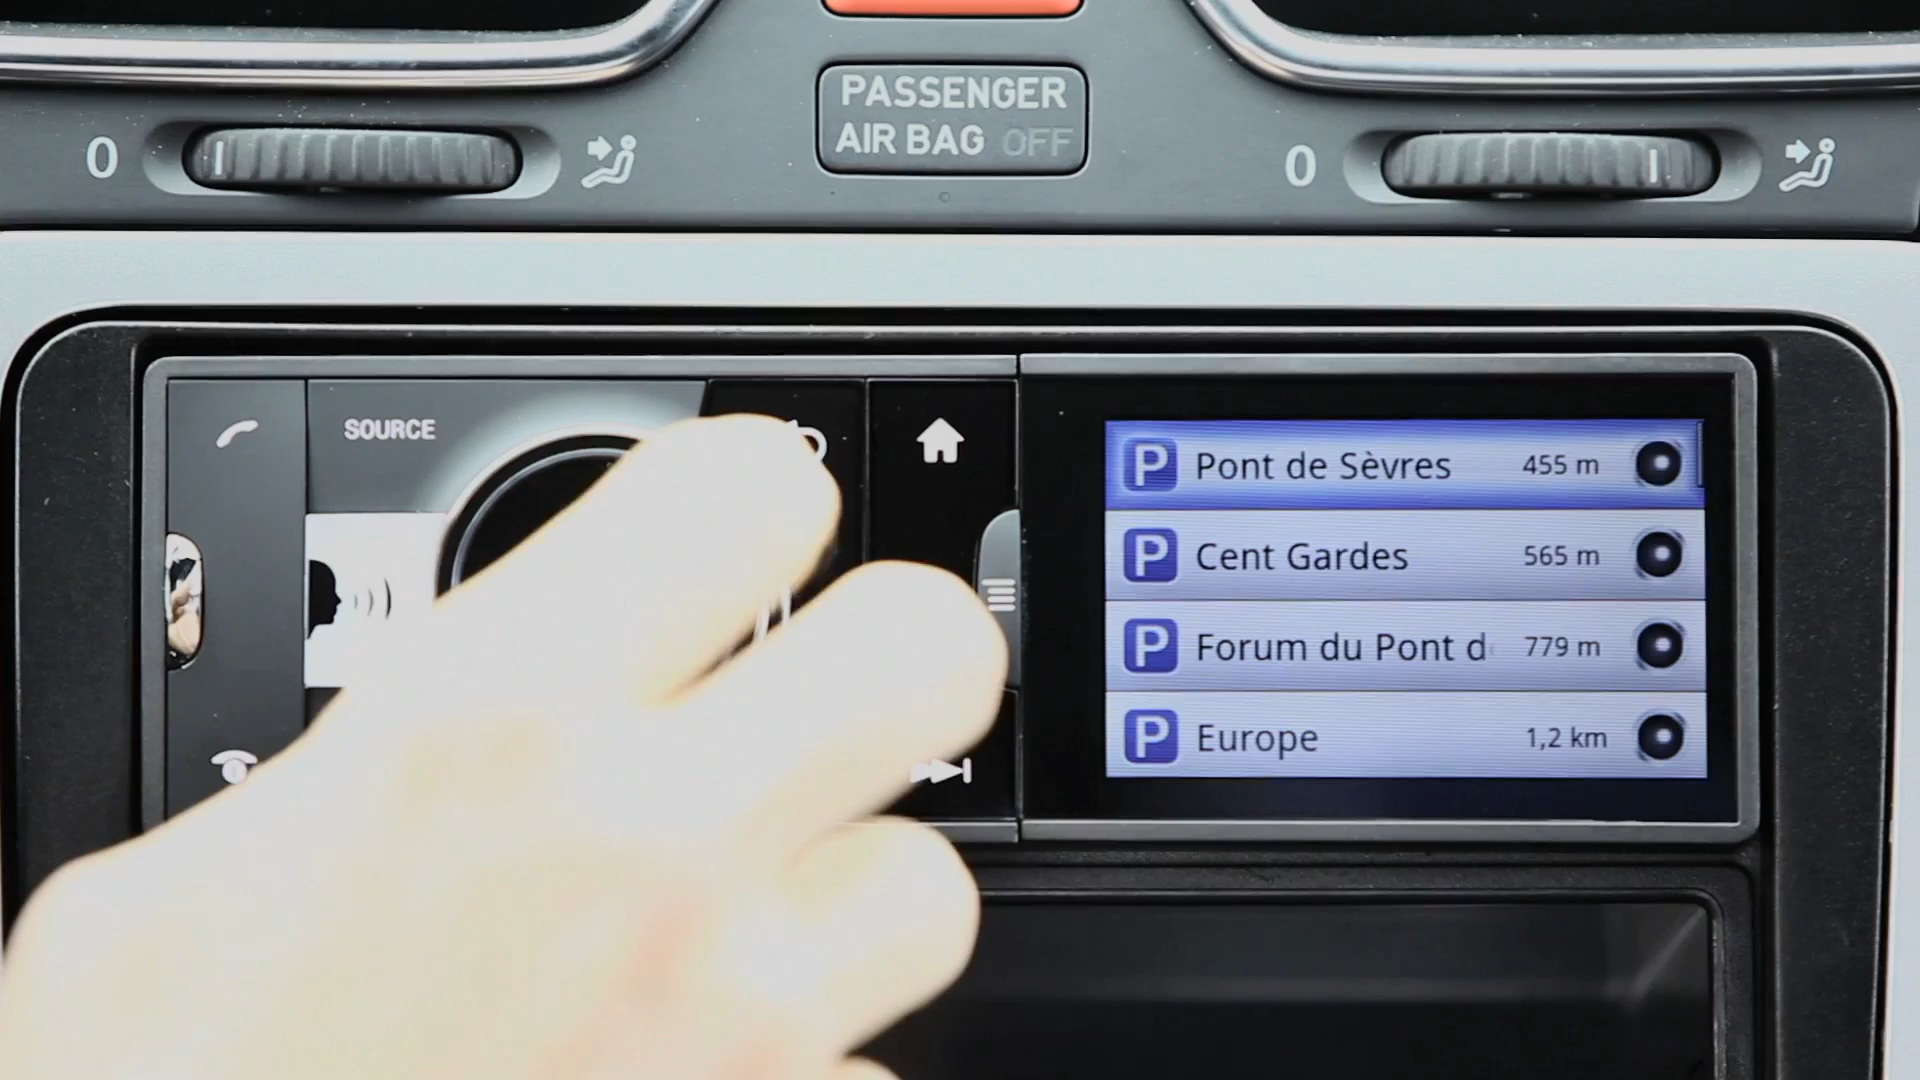 PASSENGER
AIR BAG OFF
0
0
SOURCE
P Pont de Sèvres 455 m
P Cent Gardes 565 m
P Forum du Pont d 779 m
P Europe 1,2 km